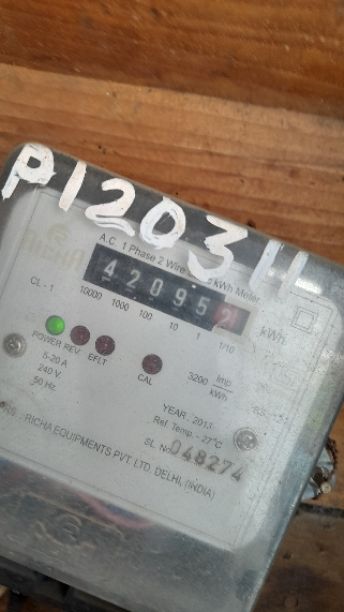 P120311
A.C. 1 Phase 2 Wire kWh Meter
420952
kWh
CL - 1 10000 1000 100 10 1 1/10
POWER REV EFLT CAL
5-20 A
240 V
50 Hz
3200 Imp/kWh
YEARː 2013
Ref. Temp. -27°C
SL. No. 048274
RICHA EQUIPMENTS PVT. LTD. DELHI, (INDIA)